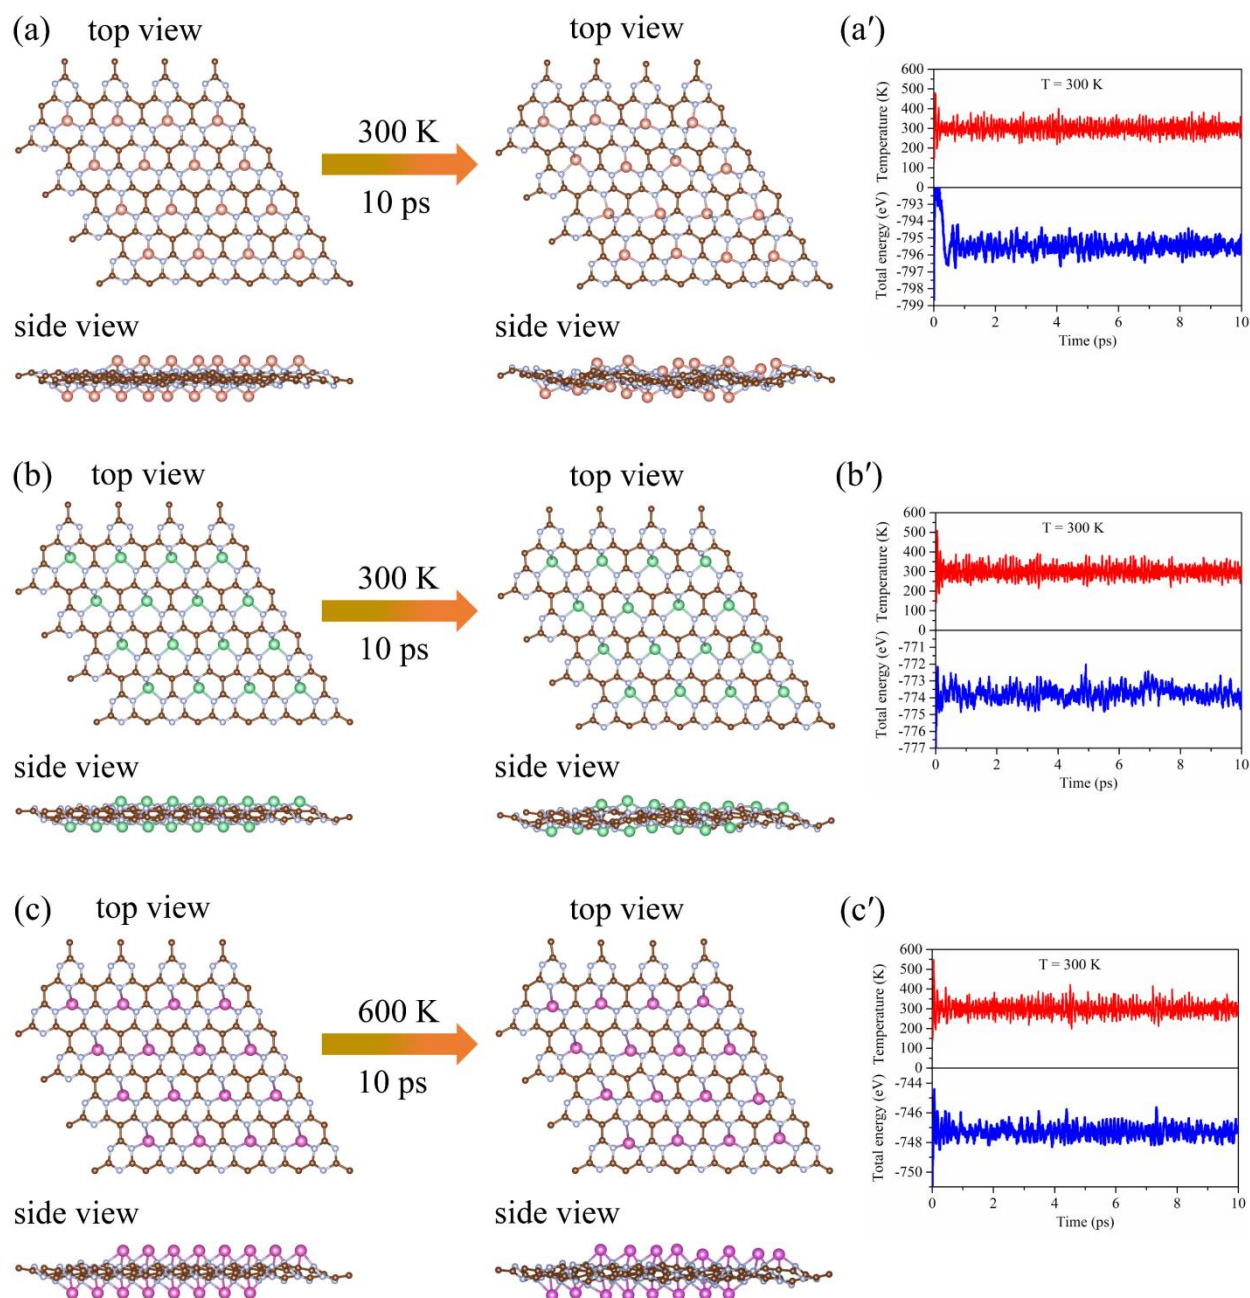 (a)
top view
300 K
10 ps
top view
side view
side view
(a′)
T = 300 K
600
500
400
300
200
100
0
Temperature (K)
-793
-794
-795
-796
-797
-798
-799
Total energy (eV)
0 2 4 6 8 10
Time (ps)
(b)
top view
300 K
10 ps
top view
side view
side view
(b′)
T = 300 K
600
500
400
300
200
100
0
Temperature (K)
-771
-772
-773
-774
-775
-776
-777
Total energy (eV)
0 2 4 6 8 10
Time (ps)
(c)
top view
600 K
10 ps
top view
side view
side view
(c′)
T = 300 K
600
500
400
300
200
100
0
Temperature (K)
-744
-746
-748
-750
Total energy (eV)
0 2 4 6 8 10
Time (ps)